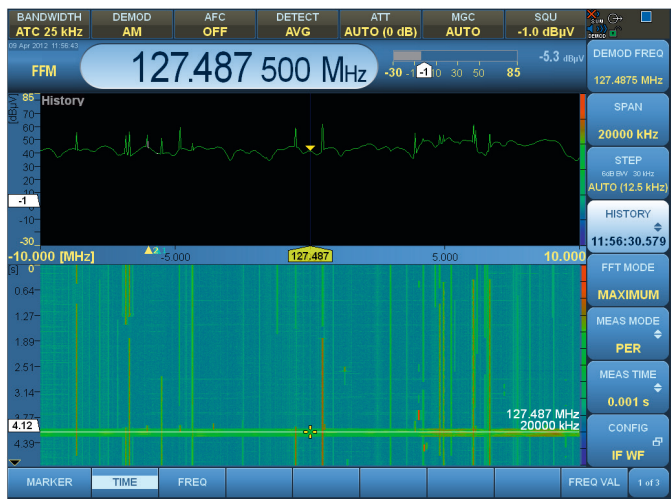 BANDWIDTH DEMOD AFC DETECT ATT MGC SQU
ATC 25 kHz AM OFF AVG AUTO (0 dB) AUTO -1.0 dBµV
09 Apr 2012 11:56:43
FFM 127.487 500 MHz -30 -10 -1 10 30 50 85 -5,3 dBµV
DEMOD FREQ
127.4875 MHz
SPAN
20000 kHz
STEP
6dB BW 30 kHz
AUTO (12.5 kHz)
HISTORY
11:56:30.579
FFT MODE
MAXIMUM
MEAS MODE
PER
MEAS TIME
0.001 s
CONFIG
IF WF
[dBµV]
History
85
70
60
50
40
30
20
-1
-10
-30
-10.000 [MHz] 2 -5.000 127.487 5.000 10.000
[s]
0
0.64
1.27
1.89
2.51
3.14
3.77
4.12
4.39
127.487 MHz
20000 kHz
MARKER TIME FREQ FREQ VAL 1 of 3